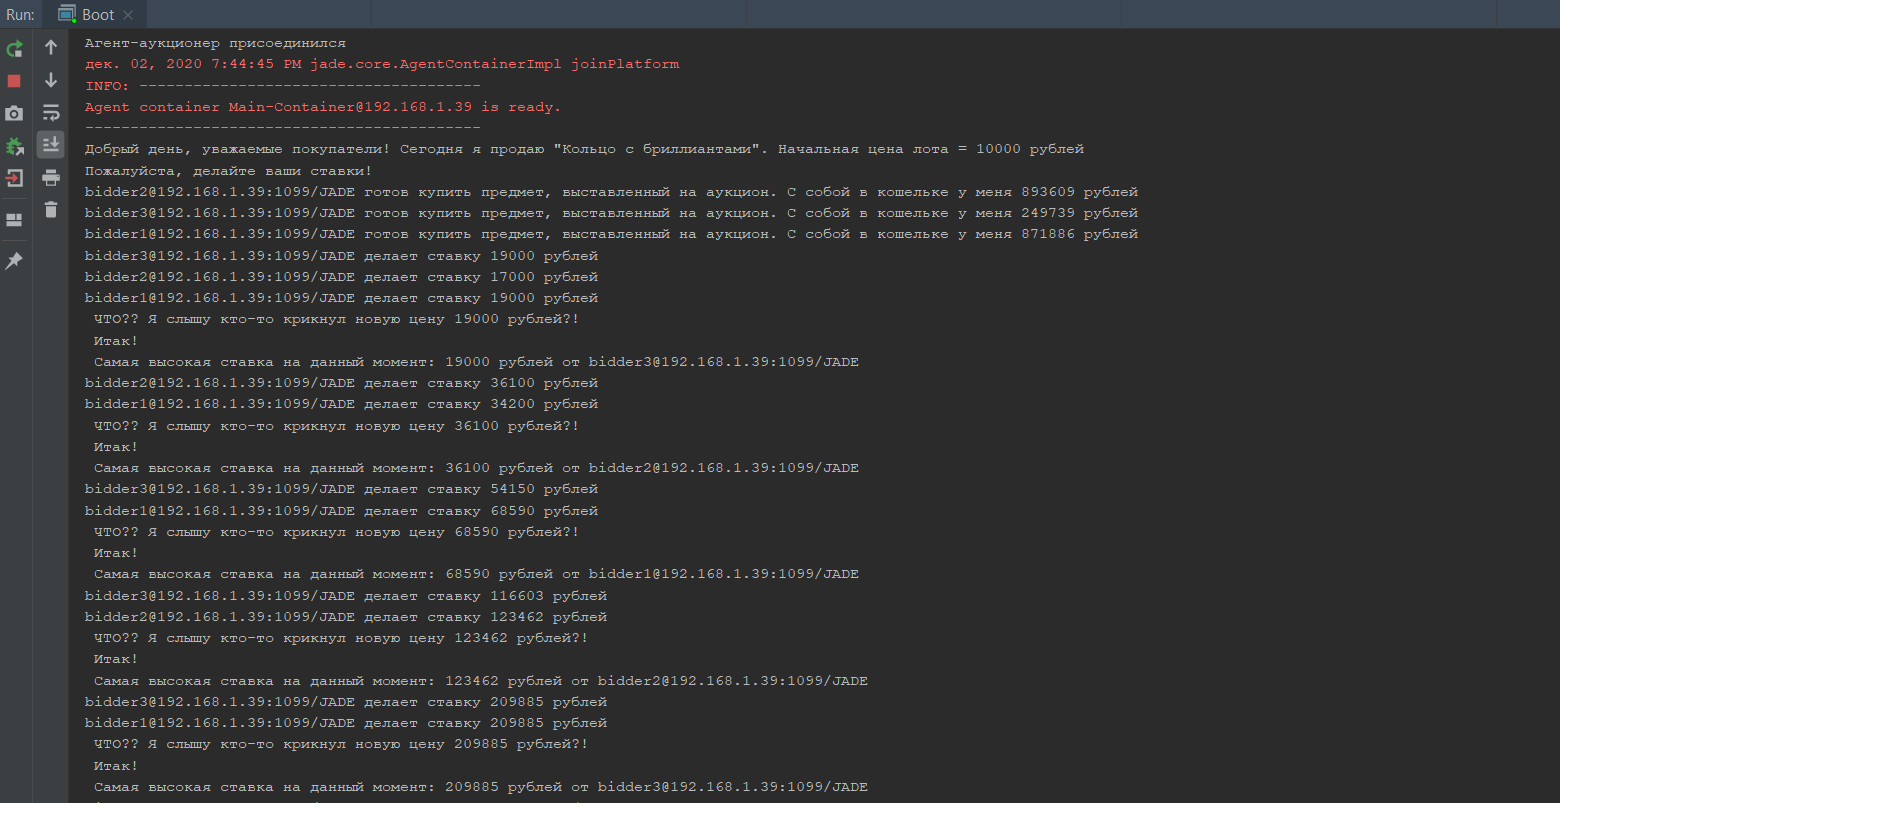 Run: Boot
Агент-аукционер присоединился
дек. 02, 2020 7:44:45 PM jade.core.AgentContainerImpl joinPlatform
INFO: --------------------------------------
Agent container Main-Container@192.168.1.39 is ready.
--------------------------------------------
Добрый день, уважаемые покупатели! Сегодня я продаю "Кольцо с бриллиантами". Начальная цена лота = 10000 рублей
Пожалуйста, делайте ваши ставки!
bidder2@192.168.1.39:1099/JADE готов купить предмет, выставленный на аукцион. С собой в кошельке у меня 893609 рублей
bidder3@192.168.1.39:1099/JADE готов купить предмет, выставленный на аукцион. С собой в кошельке у меня 249739 рублей
bidder1@192.168.1.39:1099/JADE готов купить предмет, выставленный на аукцион. С собой в кошельке у меня 871886 рублей
bidder3@192.168.1.39:1099/JADE делает ставку 19000 рублей
bidder2@192.168.1.39:1099/JADE делает ставку 17000 рублей
bidder1@192.168.1.39:1099/JADE делает ставку 19000 рублей
ЧТО?? Я слышу кто-то крикнул новую цену 19000 рублей?!
Итак!
Самая высокая ставка на данный момент: 19000 рублей от bidder3@192.168.1.39:1099/JADE
bidder2@192.168.1.39:1099/JADE делает ставку 36100 рублей
bidder1@192.168.1.39:1099/JADE делает ставку 34200 рублей
ЧТО?? Я слышу кто-то крикнул новую цену 36100 рублей?!
Итак!
Самая высокая ставка на данный момент: 36100 рублей от bidder2@192.168.1.39:1099/JADE
bidder3@192.168.1.39:1099/JADE делает ставку 54150 рублей
bidder1@192.168.1.39:1099/JADE делает ставку 68590 рублей
ЧТО?? Я слышу кто-то крикнул новую цену 68590 рублей?!
Итак!
Самая высокая ставка на данный момент: 68590 рублей от bidder1@192.168.1.39:1099/JADE
bidder3@192.168.1.39:1099/JADE делает ставку 116603 рублей
bidder2@192.168.1.39:1099/JADE делает ставку 123462 рублей
ЧТО?? Я слышу кто-то крикнул новую цену 123462 рублей?!
Итак!
Самая высокая ставка на данный момент: 123462 рублей от bidder2@192.168.1.39:1099/JADE
bidder3@192.168.1.39:1099/JADE делает ставку 209885 рублей
bidder1@192.168.1.39:1099/JADE делает ставку 209885 рублей
ЧТО?? Я слышу кто-то крикнул новую цену 209885 рублей?!
Итак!
Самая высокая ставка на данный момент: 209885 рублей от bidder3@192.168.1.39:1099/JADE